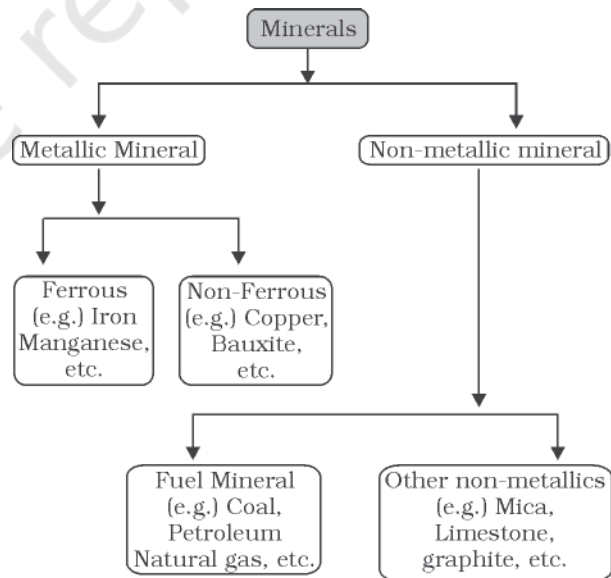 Minerals
Metallic Mineral
Non-metallic mineral
Ferrous
(e.g.) Iron
Manganese,
etc.
Non-Ferrous
(e.g.) Copper,
Bauxite,
etc.
Fuel Mineral
(e.g.) Coal,
Petroleum
Natural gas, etc.
Other non-metallics
(e.g.) Mica,
Limestone,
graphite, etc.